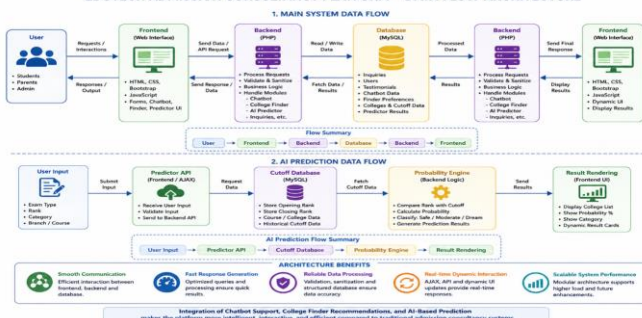 1. MAIN SYSTEM DATA FLOW
User
• Students
• Parents
• Admin
Requests /
Interactions
Responses /
Output
Frontend
(Web Interface)
• HTML, CSS,
Bootstrap
• JavaScript
• Forms, Chatbot,
Finder, Predictor UI
Send Data /
API Request
Send Response /
Data
Backend
(PHP)
• Process Requests
• Validate & Sanitize
• Business Logic
• Handle Modules
- Chatbot
- College Finder
- AI Predictor
- Inquiries, etc.
Read / Write
Data
Fetch Data /
Results
Database
(MySQL)
• Inquiries
• Users
• Testimonials
• Chatbot Data
• Finder Preferences
• Colleges & Cutoff Data
• Predictor Results
Processed
Data
Results
Backend
(PHP)
• Process Requests
• Validate & Sanitize
• Business Logic
• Handle Modules
- Chatbot
- College Finder
- AI Predictor
- Inquiries, etc.
Send Final
Response
Display
Results
Frontend
(Web Interface)
• HTML, CSS,
Bootstrap
• JavaScript
• Dynamic UI
• Display Results
Flow Summary
User
Frontend
Backend
Database
Backend
Frontend
2. AI PREDICTION DATA FLOW
User Input
• Exam Type
• Rank
• Category
• Branch / Course
Submit
Input
Predictor API
(Frontend / AJAX)
• Receive User Input
• Validate Input
• Send to Backend API
Request
Data
Cutoff Database
(MySQL)
• Store Opening Rank
• Store Closing Rank
• Course / College Data
• Historical Cutoff Data
Fetch
Cutoff Data
Probability Engine
(Backend Logic)
• Compare Rank with Cutoff
• Calculate Probability
• Classify: Safe / Moderate / Dream
• Generate Prediction Results
Send
Results
Result Rendering
(Frontend UI)
• Display College List
• Show Probability %
• Show Category
• Dynamic Result Cards
AI Prediction Flow Summary
User Input
Predictor API
Cutoff Database
Probability Engine
Result Rendering
ARCHITECTURE BENEFITS
Smooth Communication
Efficient interaction between
frontend, backend and
database.
Fast Response Generation
Optimized queries and
processing ensure quick
results.
Reliable Data Processing
Validation, sanitization and
structured database ensure
data accuracy.
Real-time Dynamic Interaction
AJAX, API and dynamic UI
updates provide real-time
responses.
Scalable System Performance
Modular architecture supports
higher load and future
enhancements.
Integration of Chatbot Support, College Finder Recommendations, and AI-Based Prediction